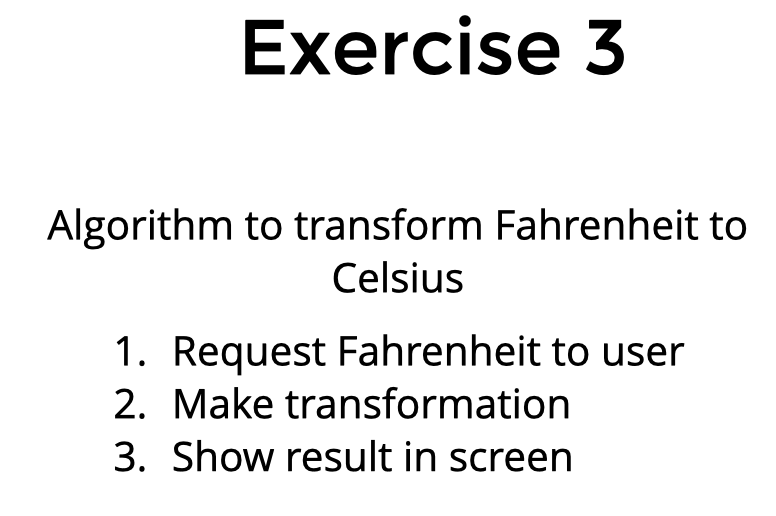 Exercise 3
Algorithm to transform Fahrenheit to
Celsius
1. Request Fahrenheit to user
2. Make transformation
3. Show result in screen